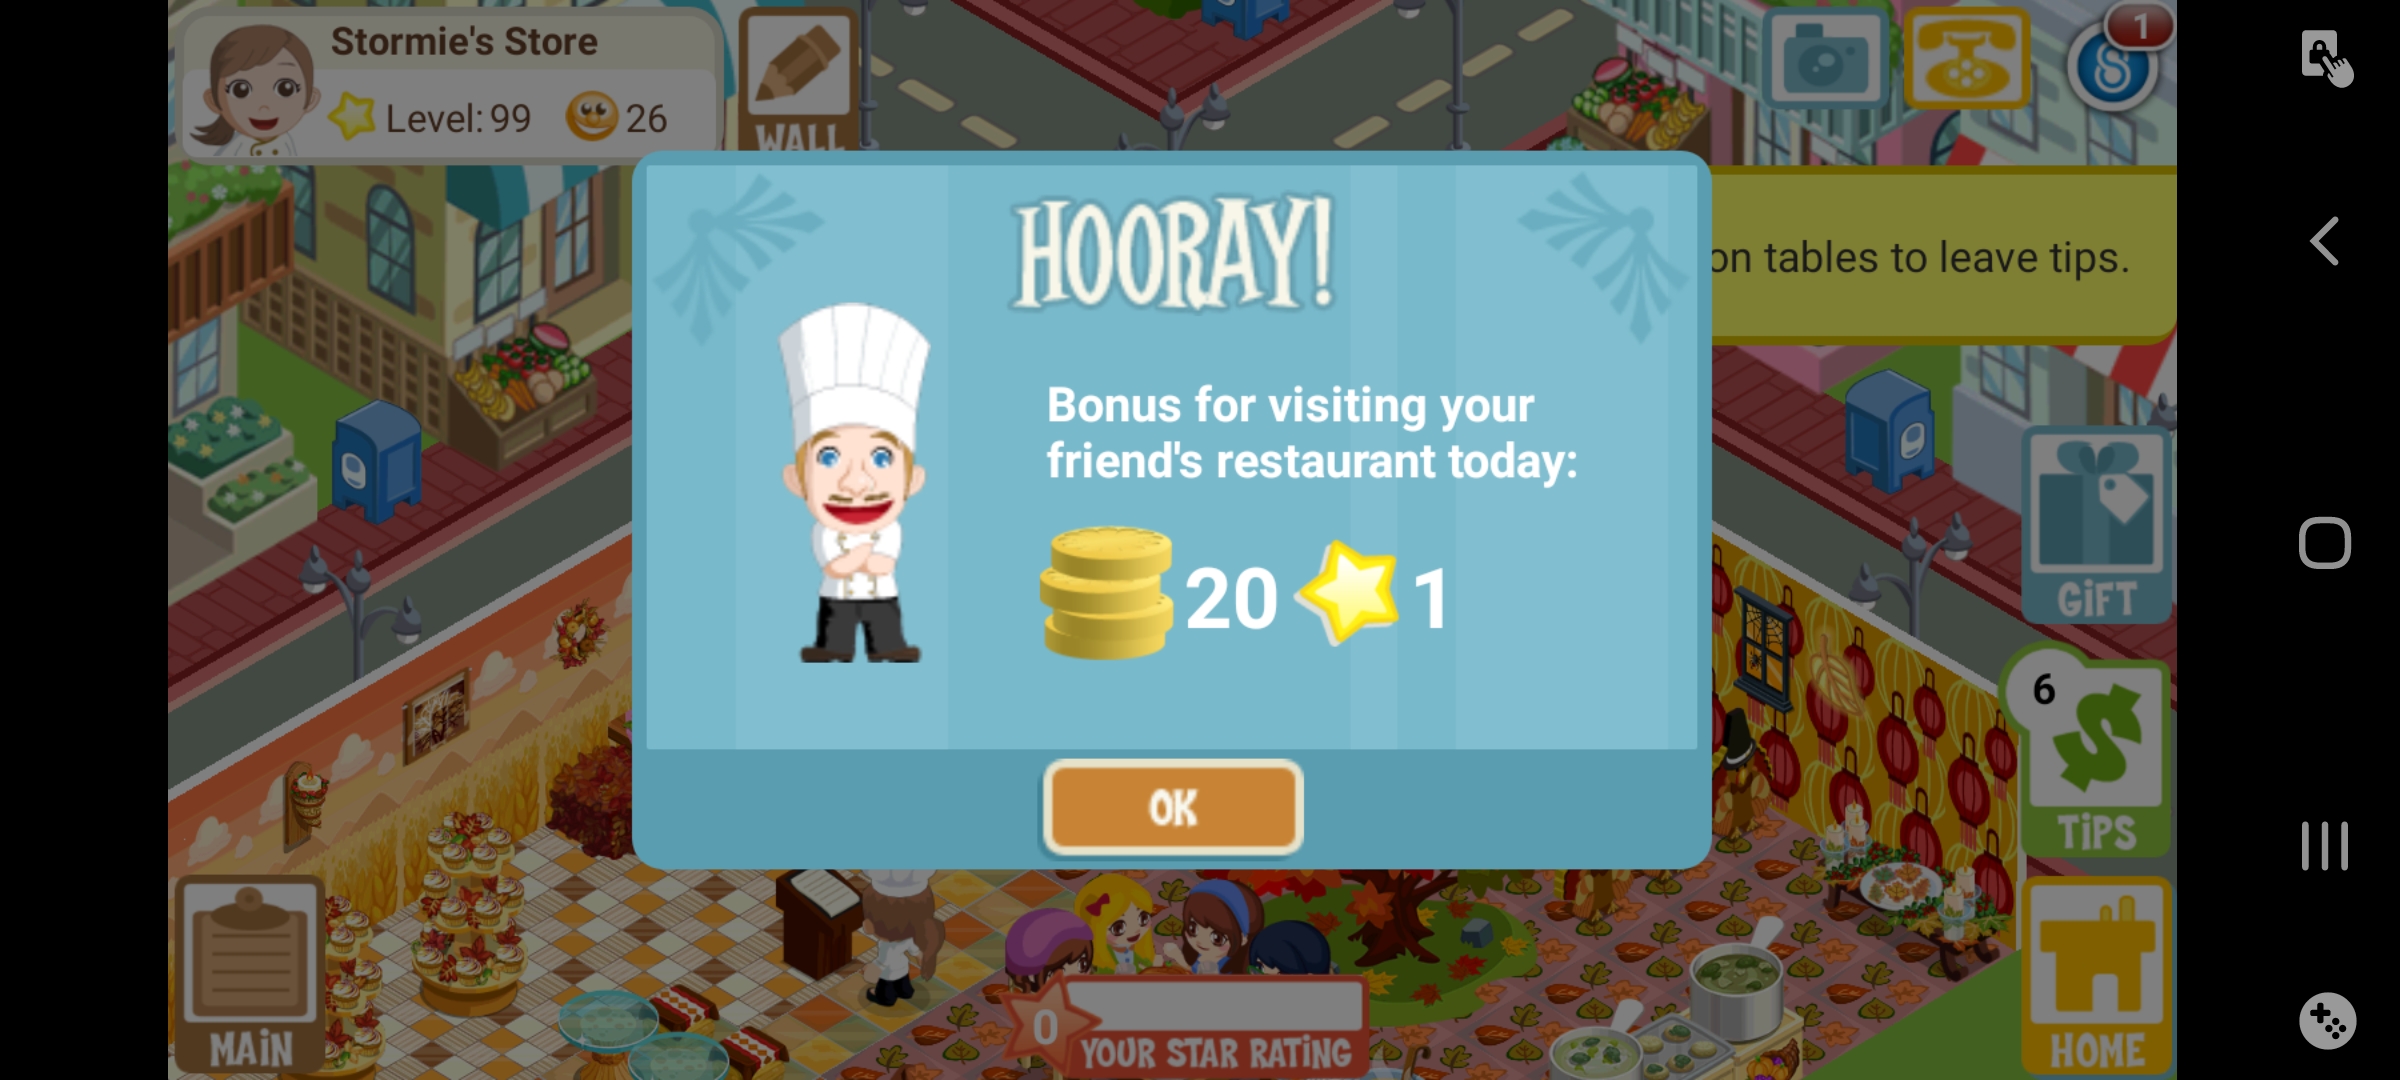 Stormie's Store
Level: 99
26
WALL
1
HOORAY!
on tables to leave tips.
Bonus for visiting your
friend's restaurant today:
20
1
GIFT
6
TIPS
OK
MAIN
0
YOUR STAR RATING
HOME